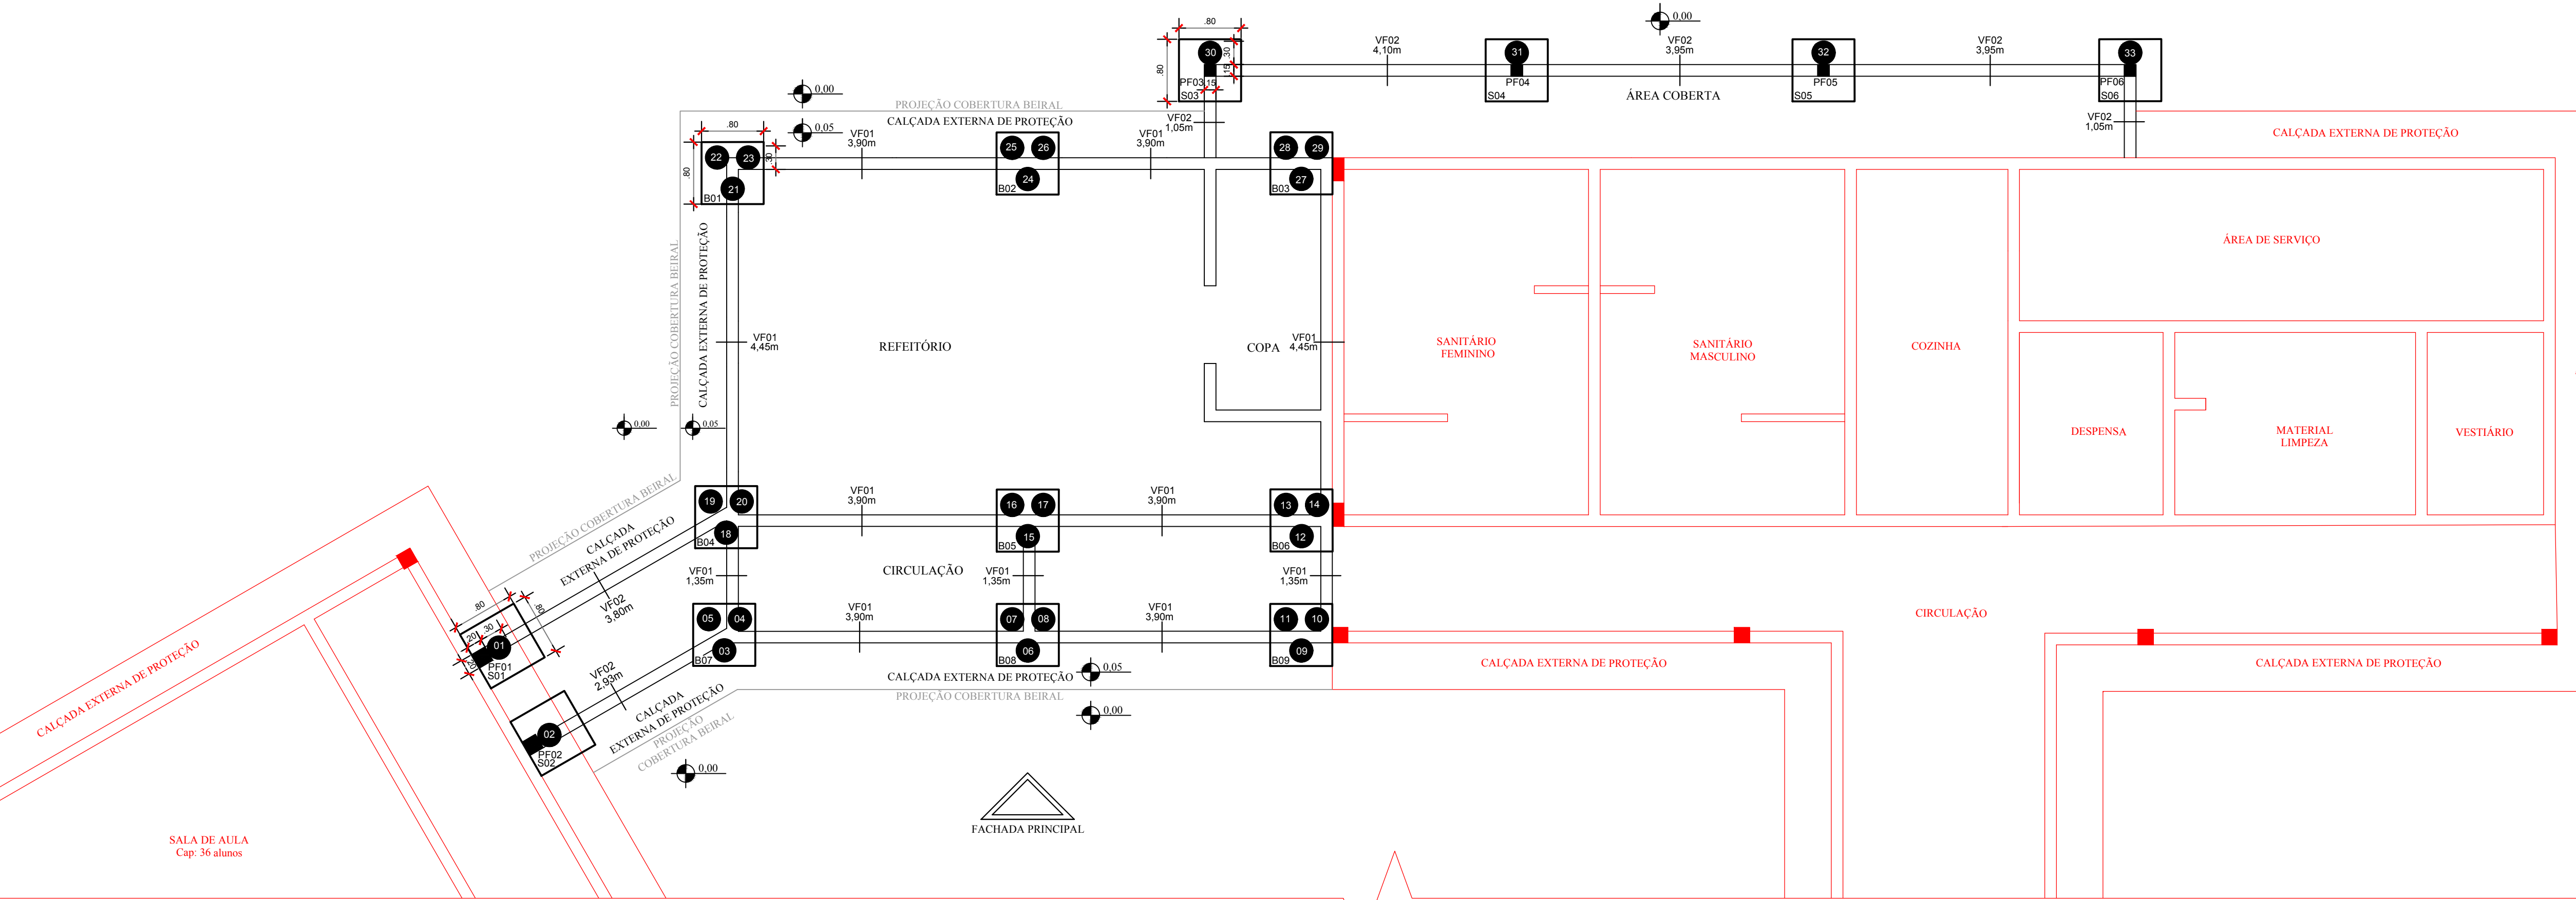 .80
0,00
30
.30
VF02
4,10m
31
VF02
3,95m
32
VF02
3,95m
33
.80
.15
PF03
.15
S03
PF04
S04
PF05
S05
PF06
S06
ÁREA COBERTA
0,00
PROJEÇÃO COBERTURA BEIRAL
CALÇADA EXTERNA DE PROTEÇÃO
VF02
1,05m
VF02
1,05m
CALÇADA EXTERNA DE PROTEÇÃO
.80
0,05
VF01
3,90m
VF01
3,90m
22
23
.30
25
26
28
29
.80
21
B01
24
B02
27
B03
PROJEÇÃO COBERTURA BEIRAL
CALÇADA EXTERNA DE PROTEÇÃO
ÁREA DE SERVIÇO
VF01
4,45m
REFEITÓRIO
COPA
VF01
4,45m
SANITÁRIO
FEMININO
SANITÁRIO
MASCULINO
COZINHA
0,00
0,05
DESPENSA
MATERIAL
LIMPEZA
VESTIÁRIO
PROJEÇÃO COBERTURA BEIRAL
CALÇADA
EXTERNA DE PROTEÇÃO
19
20
VF01
3,90m
16
17
VF01
3,90m
13
14
18
B04
15
B05
12
B06
VF01
1,35m
CIRCULAÇÃO
VF01
1,35m
VF01
1,35m
VF02
3,80m
.80
.80
.20
.30
01
.20
PF01
S01
05
04
VF01
3,90m
07
08
VF01
3,90m
11
10
CIRCULAÇÃO
03
B07
06
B08
09
B09
CALÇADA EXTERNA DE PROTEÇÃO
CALÇADA EXTERNA DE PROTEÇÃO
CALÇADA EXTERNA DE PROTEÇÃO
VF02
2,93m
0,05
CALÇADA EXTERNA DE PROTEÇÃO
PROJEÇÃO COBERTURA BEIRAL
0,00
CALÇADA
EXTERNA DE PROTEÇÃO
PROJEÇÃO
COBERTURA BEIRAL
02
PF02
S02
0,00
FACHADA PRINCIPAL
SALA DE AULA
Cap: 36 alunos